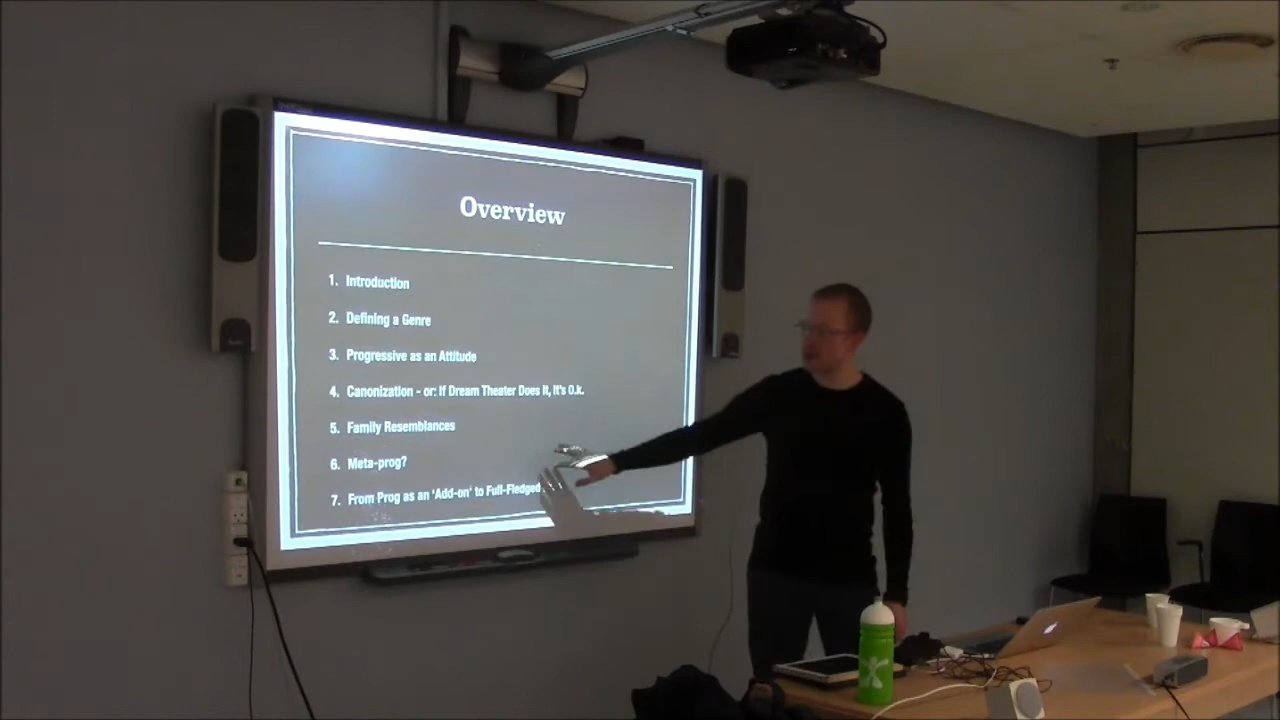 Overview
1. Introduction
2. Defining a Genre
3. Progressive as an Attitude
4. Canonization - or: If Dream Theater Does It, It's O.k.
5. Family Resemblances
6. Meta-prog?
7. From Prog as an 'Add-on' to Full-Fledged